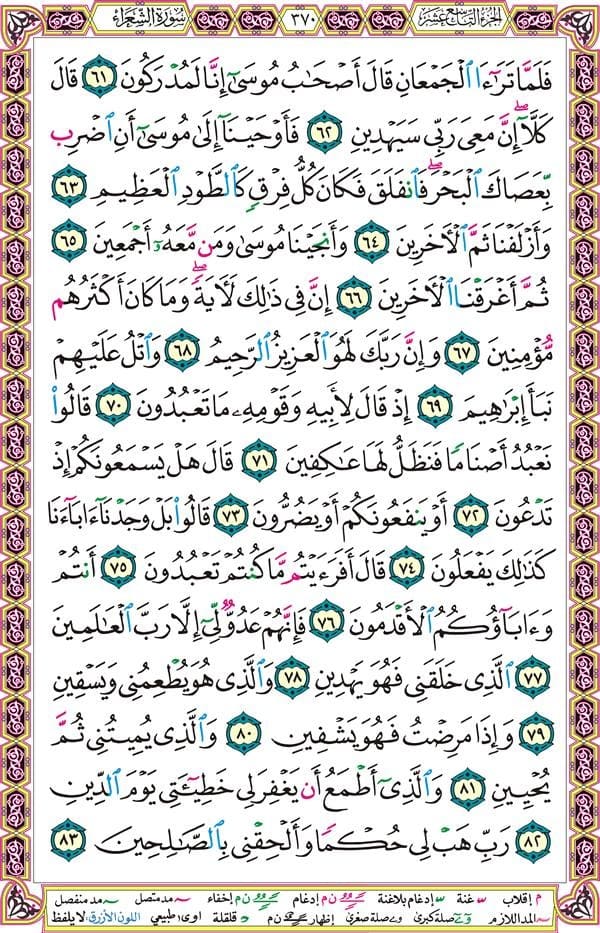 الجزء التاسع عشر
٣٧٠
سورة الشعراء
فَلَمَّا تَرَٰٓءَا ٱلْجَمْعَانِ قَالَ أَصْحَٰبُ مُوسَىٰٓ إِنَّا لَمُدْرَكُونَ ٦١ قَالَ
كَلَّآ ۖ إِنَّ مَعِىَ رَبِّى سَيَهْدِينِ ٦٢ فَأَوْحَيْنَآ إِلَىٰ مُوسَىٰٓ أَنِ ٱضْرِب
بِّعَصَاكَ ٱلْبَحْرَ ۖ فَٱنفَلَقَ فَكَانَ كُلُّ فِرْقٍ كَٱلطَّوْدِ ٱلْعَظِيمِ ٦٣
وَأَزْلَفْنَا ثَمَّ ٱلْءَاخَرِينَ ٦٤ وَأَنجَيْنَا مُوسَىٰ وَمَن مَّعَهُۥٓ أَجْمَعِينَ ٦٥
ثُمَّ أَغْرَقْنَا ٱلْءَاخَرِينَ ٦٦ إِنَّ فِى ذَٰلِكَ لَءَايَةً ۖ وَمَا كَانَ أَكْثَرُهُم
مُّؤْمِنِينَ ٦٧ وَإِنَّ رَبَّكَ لَهُوَ ٱلْعَزِيزُ ٱلرَّحِيمُ ٦٨ وَٱتْلُ عَلَيْهِمْ
نَبَأَ إِبْرَٰهِيمَ ٦٩ إِذْ قَالَ لِأَبِيهِ وَقَوْمِهِۦ مَا تَعْبُدُونَ ٧٠ قَالُوا۟
نَعْبُدُ أَصْنَامًا فَنَظَلُّ لَهَا عَٰكِفِينَ ٧١ قَالَ هَلْ يَسْمَعُونَكُمْ إِذْ
تَدْعُونَ ٧٢ أَوْ يَنفَعُونَكُمْ أَوْ يَضُرُّونَ ٧٣ قَالُوا۟ بَلْ وَجَدْنَآ ءَابَآءَنَا
كَذَٰلِكَ يَفْعَلُونَ ٧٤ قَالَ أَفَرَءَيْتُم مَّا كُنتُمْ تَعْبُدُونَ ٧٥ أَنتُمْ
وَءَابَآؤُكُمُ ٱلْأَقْدَمُونَ ٧٦ فَإِنَّهُمْ عَدُوٌّ لِّىٓ إِلَّا رَبَّ ٱلْعَٰلَمِينَ
٧٧ ٱلَّذِى خَلَقَنِى فَهُوَ يَهْدِينِ ٧٨ وَٱلَّذِى هُوَ يُطْعِمُنِى وَيَسْقِينِ
٧٩ وَإِذَا مَرِضْتُ فَهُوَ يَشْفِينِ ٨٠ وَٱلَّذِى يُمِيتُنِى ثُمَّ
يُحْيِينِ ٨١ وَٱلَّذِىٓ أَطْمَعُ أَن يَغْفِرَ لِى خَطِيٓـَٔتِى يَوْمَ ٱلدِّينِ
٨٢ رَبِّ هَبْ لِى حُكْمًا وَأَلْحِقْنِى بِٱلصَّٰلِحِينَ ٨٣
م إقلاب غنة إدغام بلاغنة ن م إدغام ن إخفاء مد متصل مد منفصل
المد اللازم صلة كبرى صلة صغرى إظهار ن م قلقلة اوى طبيعي اللون الأزرق: لا يلفظ